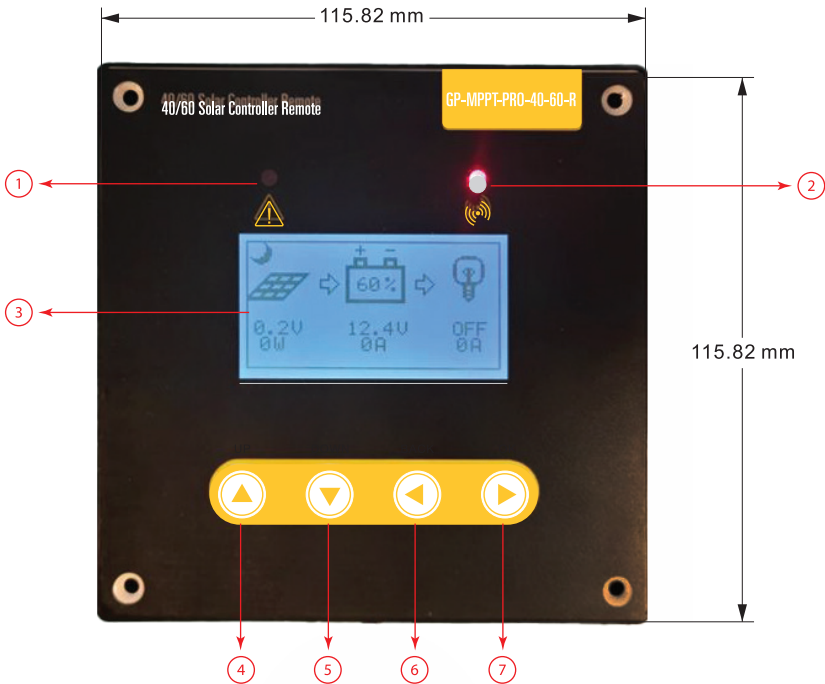 115.82 mm
40/60 Solar Controller Remote
GP-MPPT-PRO-40-60-R
1
2
+ -
60%
3
0.2V 12.4V OFF
0W 0A 0A
115.82 mm
4 5 6 7